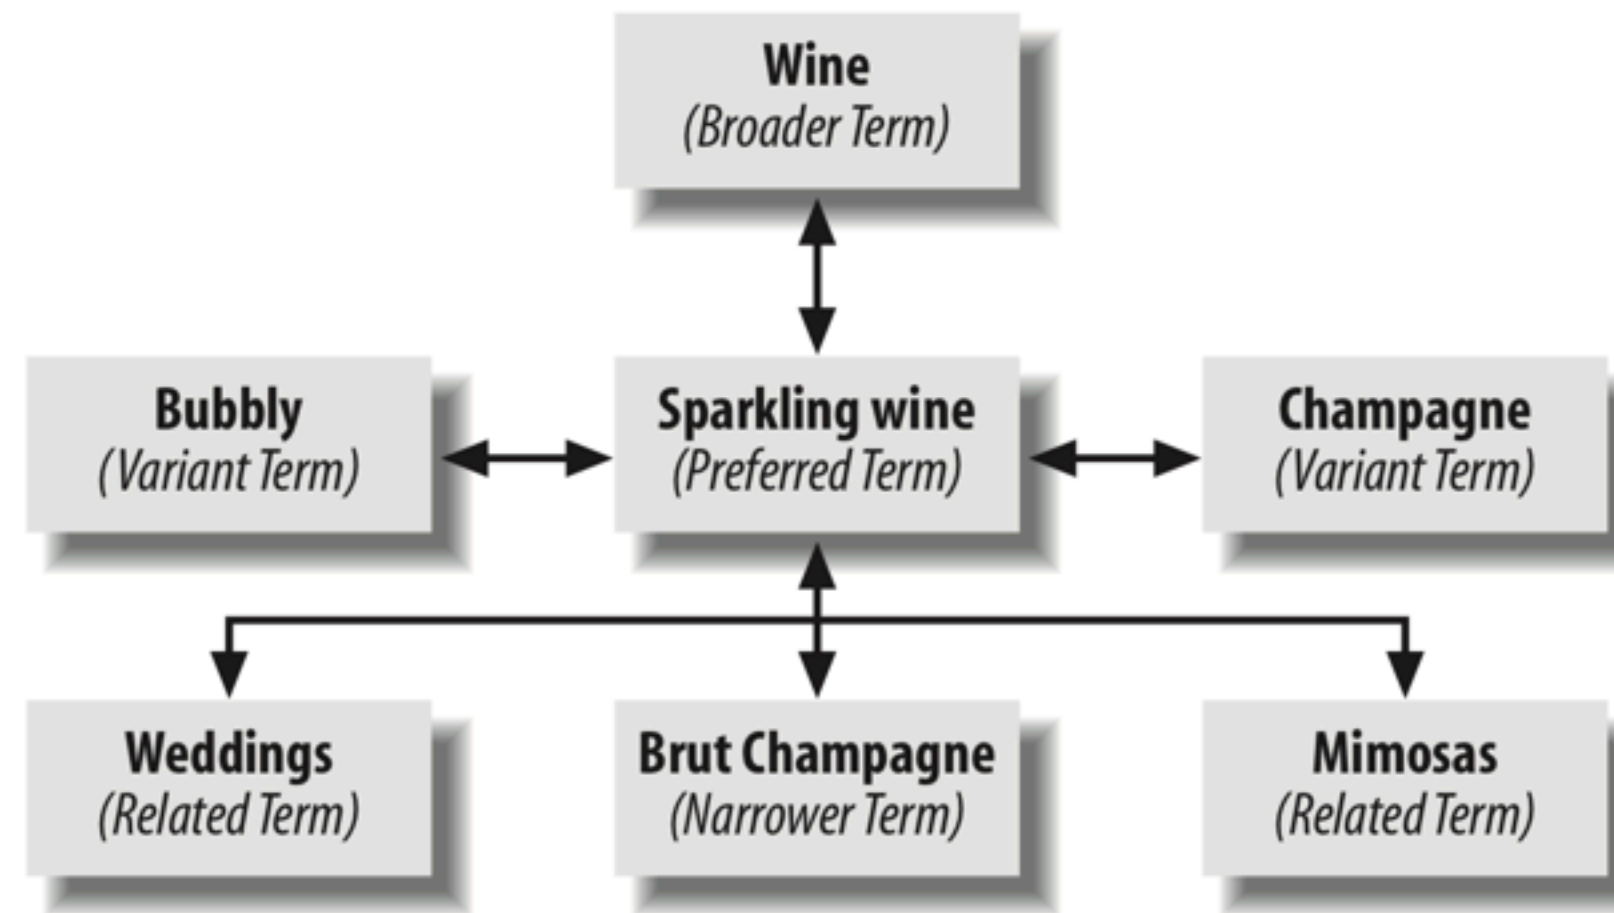 Wine
(Broader Term)
Bubbly
(Variant Term)
Sparkling wine
(Preferred Term)
Champagne
(Variant Term)
Weddings
(Related Term)
Brut Champagne
(Narrower Term)
Mimosas
(Related Term)